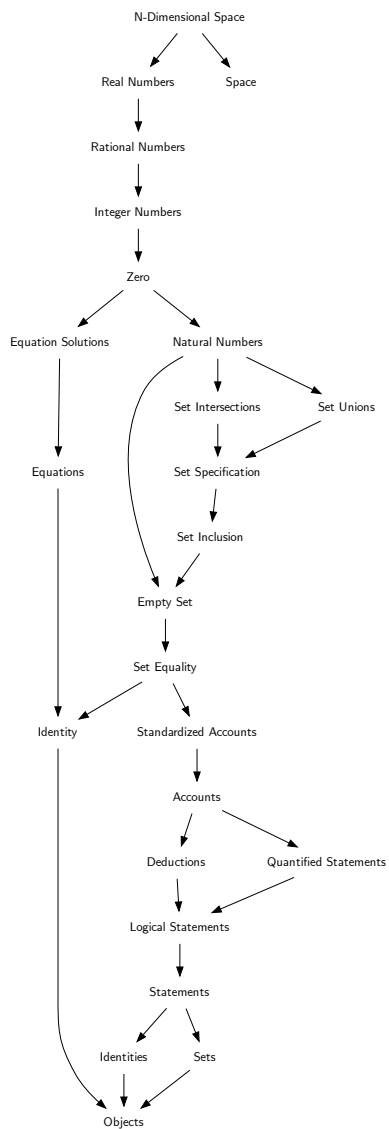 N-Dimensional Space
Real Numbers
Space
Rational Numbers
Integer Numbers
Zero
Equation Solutions
Natural Numbers
Set Intersections
Set Unions
Equations
Set Specification
Set Inclusion
Empty Set
Set Equality
Identity
Standardized Accounts
Accounts
Deductions
Quantified Statements
Logical Statements
Statements
Identities
Sets
Objects